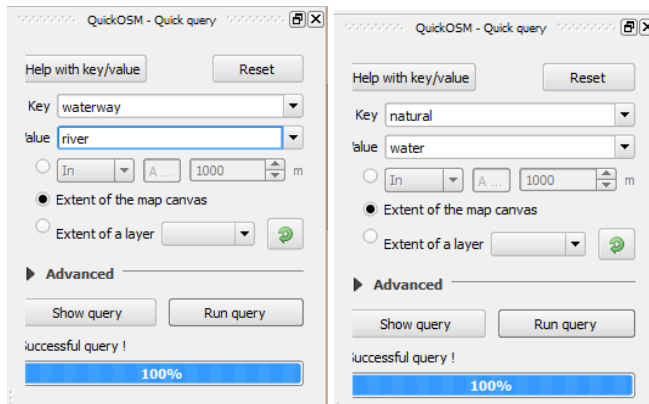 QuickOSM - Quick query
Help with key/value Reset
Key waterway
'alue river
In A ... 1000 m
Extent of the map canvas
Extent of a layer
Advanced
Show query Run query
Successful query !
100%
QuickOSM - Quick query
Help with key/value Reset
Key natural
'alue water
In A ... 1000 m
Extent of the map canvas
Extent of a layer
Advanced
Show query Run query
Successful query !
100%